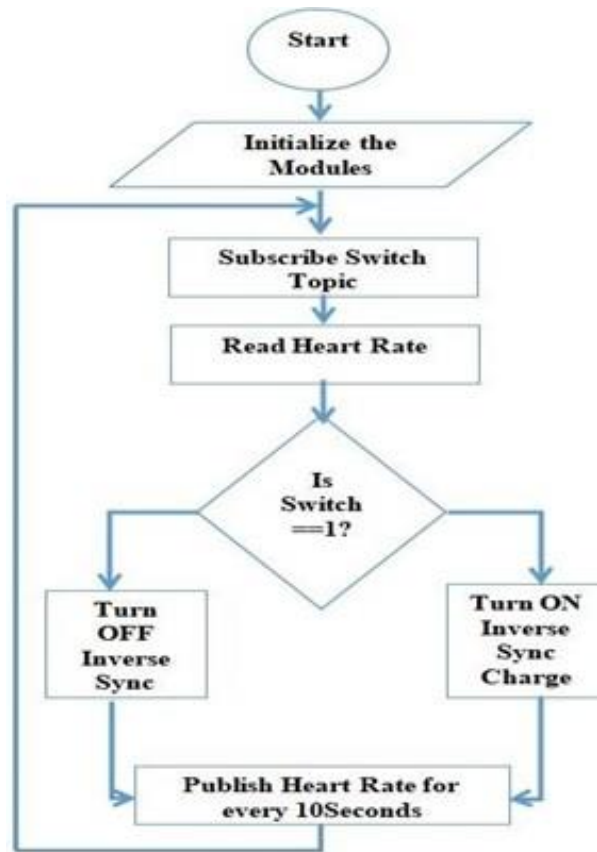 Start
Initialize the
Modules
Subscribe Switch
Topic
Read Heart Rate
Is
Switch
==1?
Turn
OFF
Inverse
Sync
Turn ON
Inverse
Sync
Charge
Publish Heart Rate for
every 10Seconds